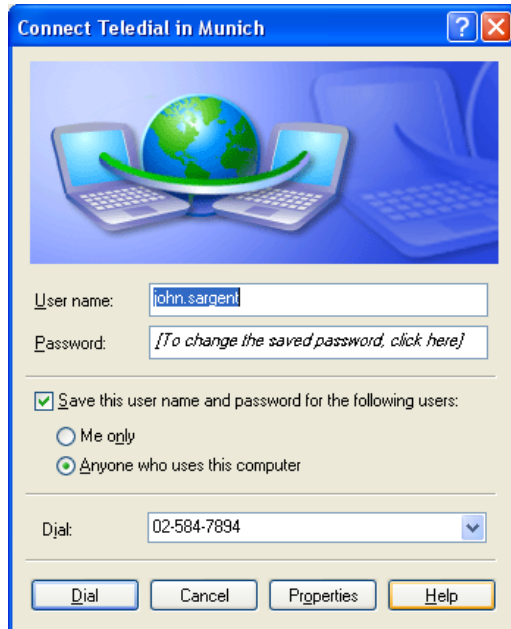 Connect Teledial in Munich
User name: john.sargent
Password: [To change the saved password, click here]
Save this user name and password for the following users:
Me only
Anyone who uses this computer
Dial: 02-584-7894
Dial Cancel Properties Help